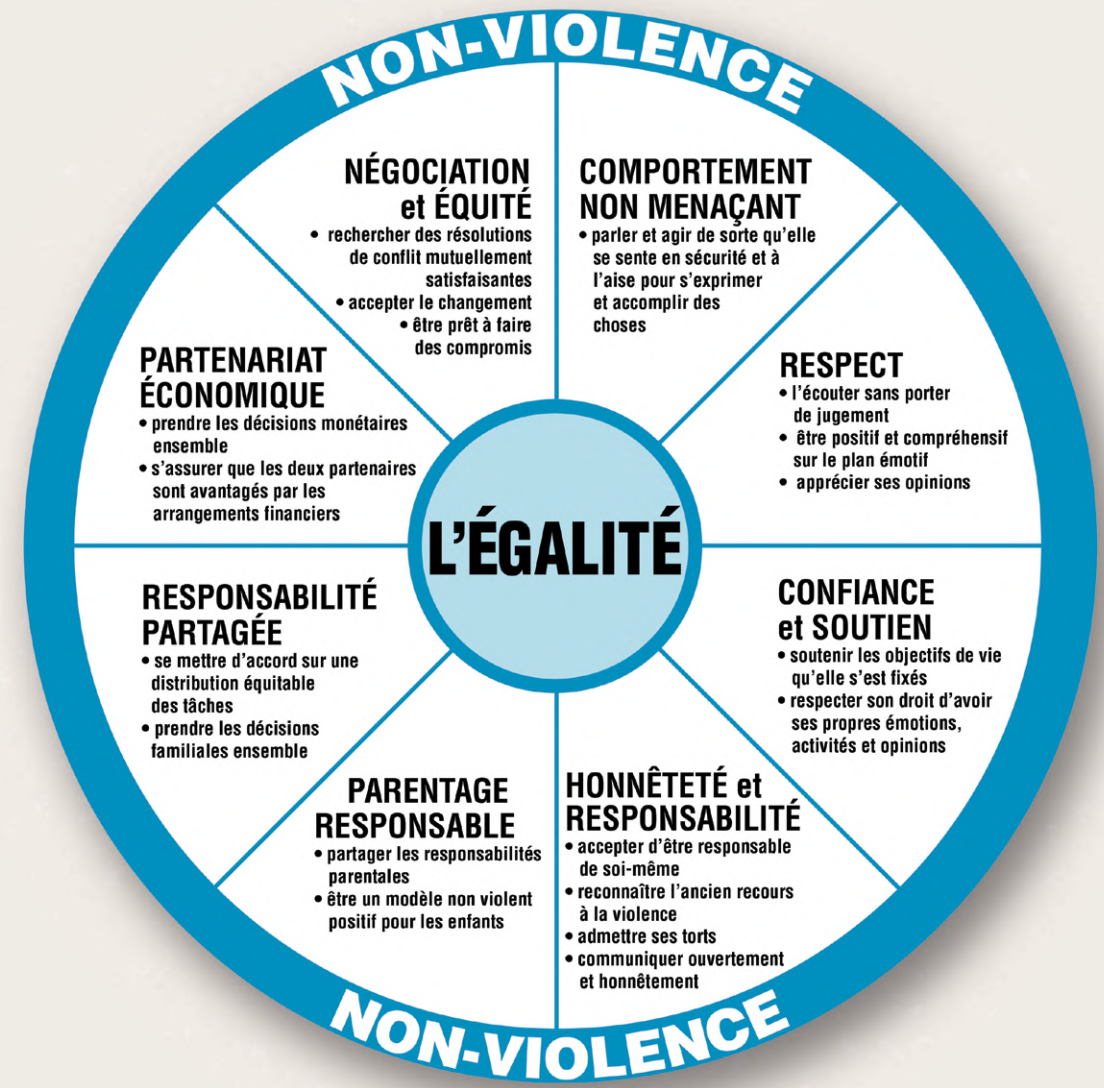 NON-VIOLENCE
NÉGOCIATION
et ÉQUITÉ
• rechercher des résolutions
de conflit mutuellement
satisfaisantes
• accepter le changement
• être prêt à faire
des compromis
COMPORTEMENT
NON MENAÇANT
• parler et agir de sorte qu'elle
se sente en sécurité et à
l'aise pour s'exprimer
et accomplir des
choses
RESPECT
• l'écouter sans porter
de jugement
• être positif et compréhensif
sur le plan émotif
• apprécier ses opinions
CONFIANCE
et SOUTIEN
• soutenir les objectifs de vie
qu'elle s'est fixés
• respecter son droit d'avoir
ses propres émotions,
activités et opinions
HONNÊTETÉ et
RESPONSABILITÉ
• accepter d'être responsable
de soi-même
• reconnaître l'ancien recours
à la violence
• admettre ses torts
• communiquer ouvertement
et honnêtement
PARENTAGE
RESPONSABLE
• partager les responsabilités
parentales
• être un modèle non violent
positif pour les enfants
RESPONSABILITÉ
PARTAGÉE
• se mettre d'accord sur une
distribution équitable
des tâches
• prendre les décisions
familiales ensemble
PARTENARIAT
ÉCONOMIQUE
• prendre les décisions monétaires
ensemble
• s'assurer que les deux partenaires
sont avantagés par les
arrangements financiers
L'ÉGALITÉ
NON-VIOLENCE